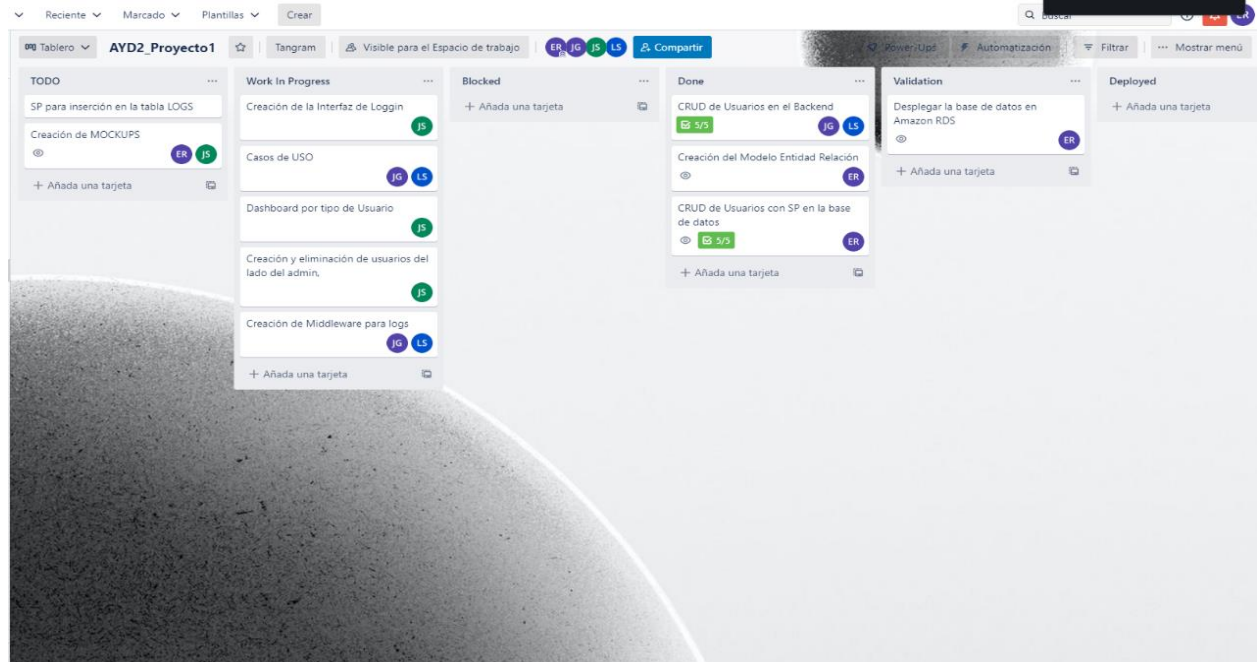 Reciente
Marcado
Plantillas
Crear
Buscar
ER
Tablero
AYD2_Proyecto1
Tangram
Visible para el Espacio de trabajo
ER JG JS LS
Compartir
Power-Ups
Automatización
Filtrar
... Mostrar menú
TODO ...
SP para inserción en la tabla LOGS
Creación de MOCKUPS
ER JS
+ Añada una tarjeta
Work In Progress ...
Creación de la Interfaz de Loggin
JS
Casos de USO
JG LS
Dashboard por tipo de Usuario
JS
Creación y eliminación de usuarios del
lado del admin,
JS
Creación de Middleware para logs
JG LS
+ Añada una tarjeta
Blocked ...
+ Añada una tarjeta
Done ...
CRUD de Usuarios en el Backend
5/5 JG LS
Creación del Modelo Entidad Relación
ER
CRUD de Usuarios con SP en la base
de datos
5/5 ER
+ Añada una tarjeta
Validation ...
Desplegar la base de datos en
Amazon RDS
ER
+ Añada una tarjeta
Deployed
+ Añada una tarjeta